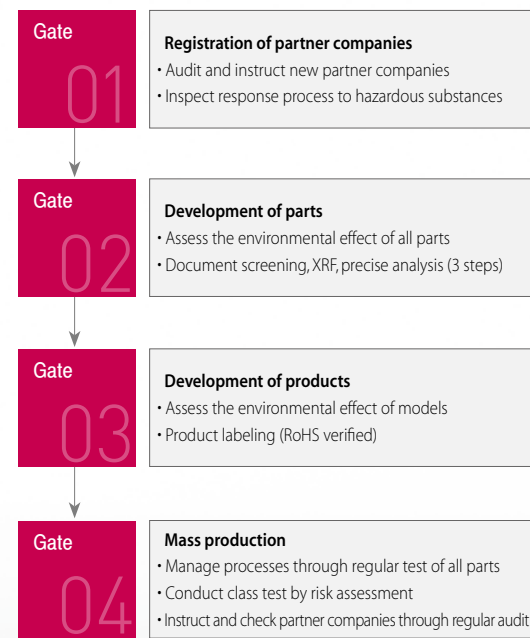 Gate
01
Registration of partner companies
• Audit and instruct new partner companies
• Inspect response process to hazardous substances
Gate
02
Development of parts
• Assess the environmental effect of all parts
• Document screening, XRF, precise analysis (3 steps)
Gate
03
Development of products
• Assess the environmental effect of models
• Product labeling (RoHS verified)
Gate
04
Mass production
• Manage processes through regular test of all parts
• Conduct class test by risk assessment
• Instruct and check partner companies through regular audit